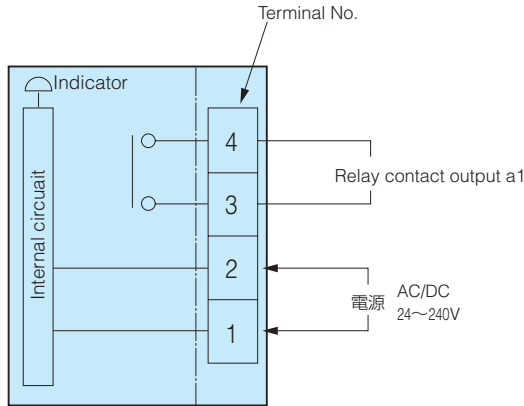 Terminal No.
Indicator
Internal circuait
4
3
2
1
Relay contact output a1
電源
AC/DC
24〜240V